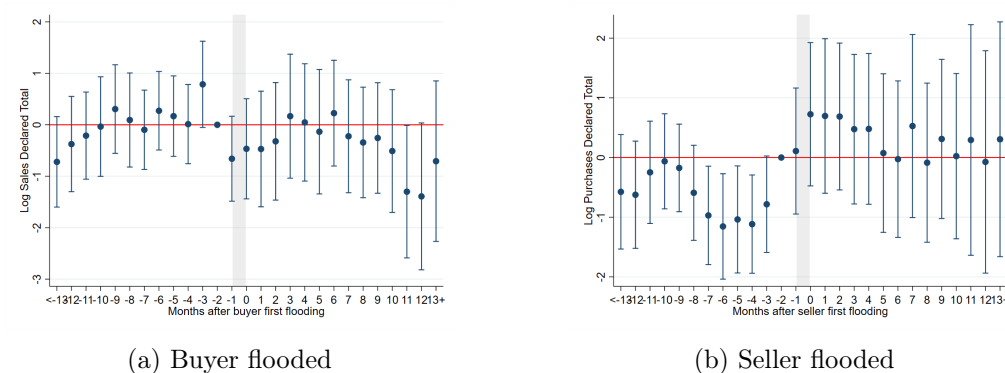 Log Sales Declared Total
2
1
0
-1
-2
-3
<-13-12-11-10 -9 -8 -7 -6 -5 -4 -3 -2 -1 0 1 2 3 4 5 6 7 8 9 10 11 1213+
Months after buyer first flooding
(a) Buyer flooded
Log Purchases Declared Total
2
1
0
-1
-2
<-13-12-11-10 -9 -8 -7 -6 -5 -4 -3 -2 -1 0 1 2 3 4 5 6 7 8 9 10 11 1213+
Months after seller first flooding
(b) Seller flooded